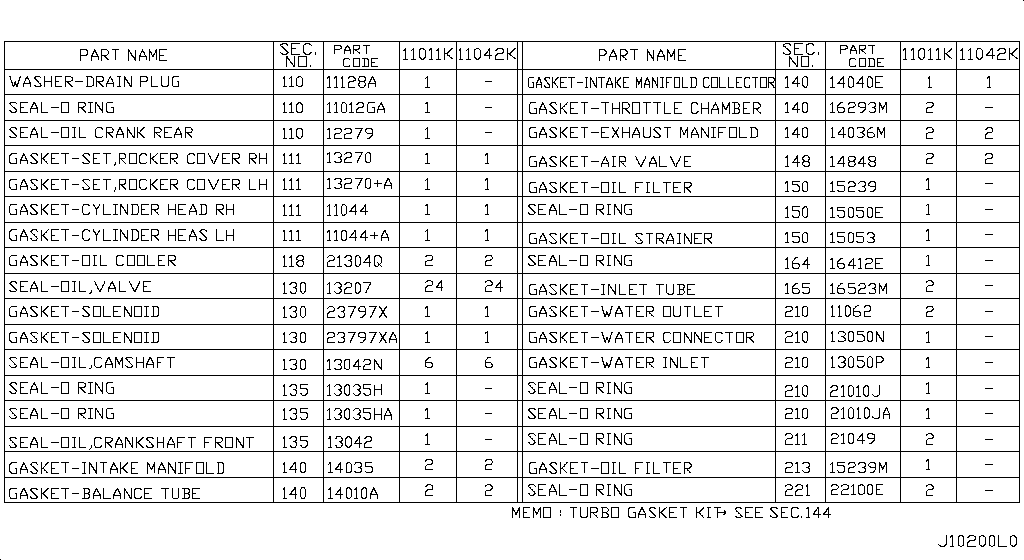 PART NAME SEC. NO. PART CODE 11011K 11042K PART NAME SEC. NO. PART CODE 11011K 11042K
WASHER-DRAIN PLUG 110 11128A 1 - GASKET-INTAKE MANIFOLD COLLECTOR 140 14040E 1 1
SEAL-O RING 110 11012GA 1 - GASKET-THROTTLE CHAMBER 140 16293M 2 -
SEAL-OIL CRANK REAR 110 12279 1 - GASKET-EXHAUST MANIFOLD 140 14036M 2 2
GASKET-SET,ROCKER COVER RH 111 13270 1 1 GASKET-AIR VALVE 148 14848 2 2
GASKET-SET,ROCKER COVER LH 111 13270+A 1 1 GASKET-OIL FILTER 150 15239 1 -
GASKET-CYLINDER HEAD RH 111 11044 1 1 SEAL-O RING 150 15050E 1 -
GASKET-CYLINDER HEAS LH 111 11044+A 1 1 GASKET-OIL STRAINER 150 15053 1 -
GASKET-OIL COOLER 118 21304Q 2 2 SEAL-O RING 164 16412E 1 -
SEAL-OIL,VALVE 130 13207 24 24 GASKET-INLET TUBE 165 16523M 2 -
GASKET-SOLENOID 130 23797X 1 1 GASKET-WATER OUTLET 210 11062 2 -
GASKET-SOLENOID 130 23797XA 1 1 GASKET-WATER CONNECTOR 210 13050N 1 -
SEAL-OIL,CAMSHAFT 130 13042N 6 6 GASKET-WATER INLET 210 13050P 1 -
SEAL-O RING 135 13035H 1 - SEAL-O RING 210 21010J 1 -
SEAL-O RING 135 13035HA 1 - SEAL-O RING 210 21010JA 1 -
SEAL-OIL,CRANKSHAFT FRONT 135 13042 1 - SEAL-O RING 211 21049 2 -
GASKET-INTAKE MANIFOLD 140 14035 2 2 GASKET-OIL FILTER 213 15239M 1 -
GASKET-BALANCE TUBE 140 14010A 2 2 SEAL-O RING 221 22100E 2 -
MEMO : TURBO GASKET KIT→ SEE SEC.144
J10200L0